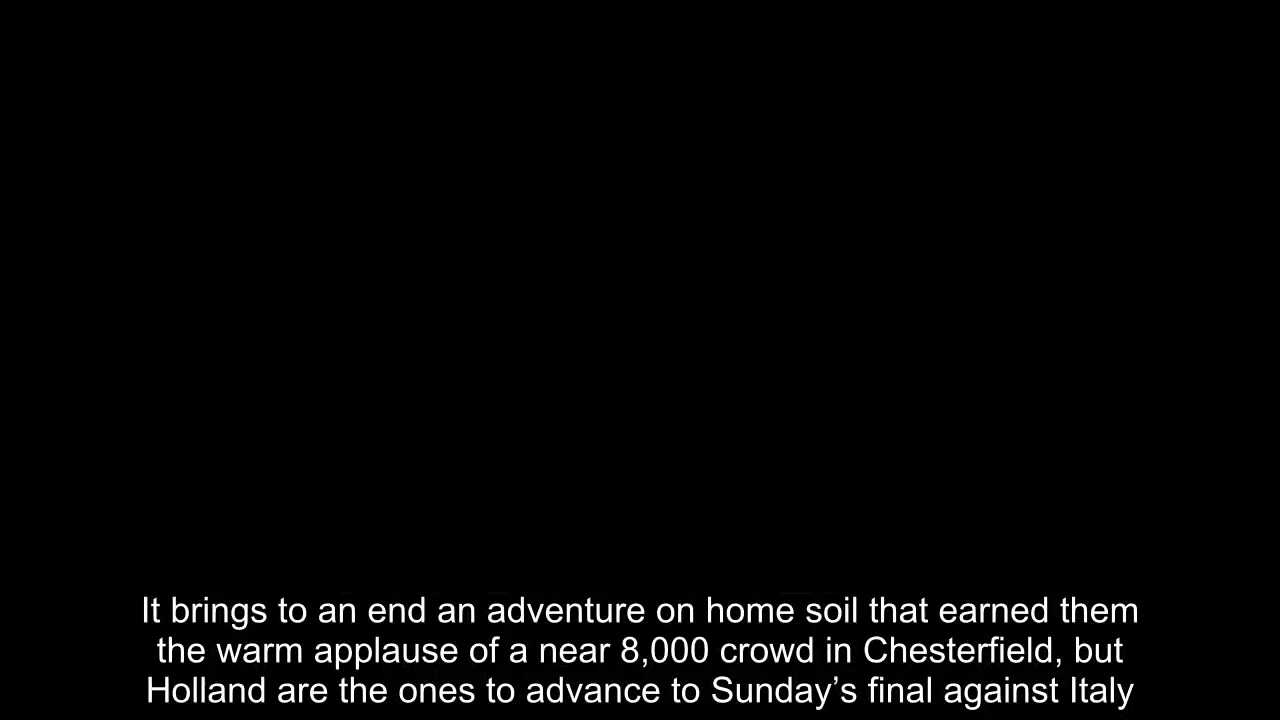 It brings to an end an adventure on home soil that earned them
the warm applause of a near 8,000 crowd in Chesterfield, but
Holland are the ones to advance to Sunday’s final against Italy